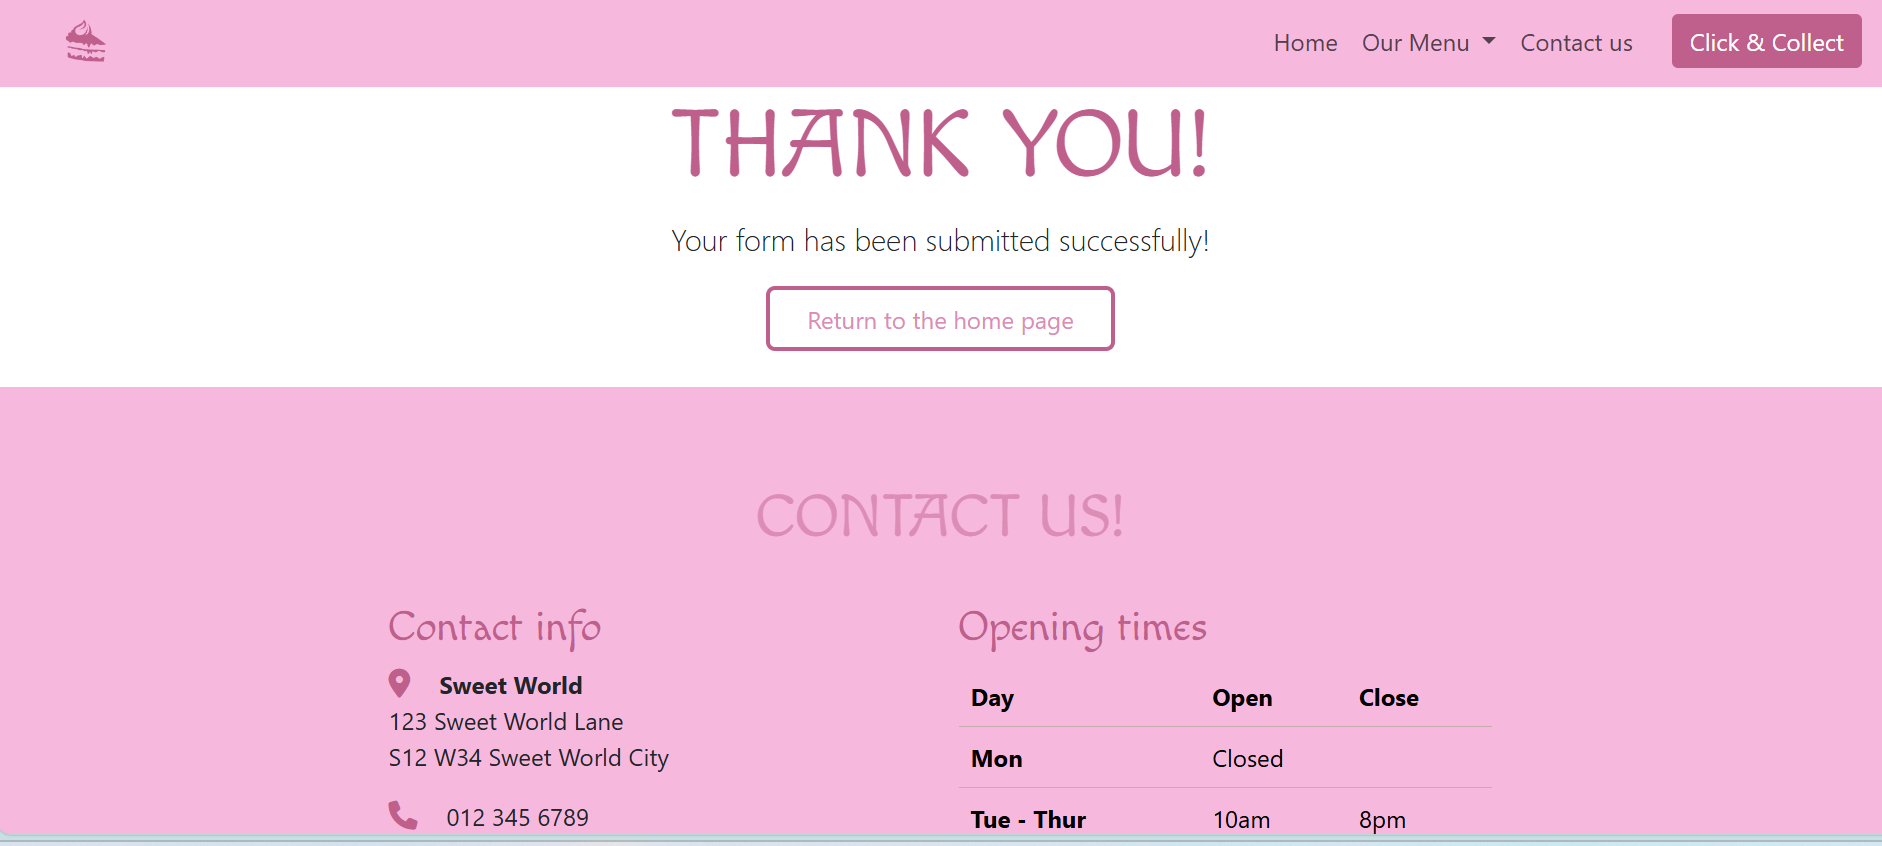 Home Our Menu Contact us Click & Collect
THANK YOU!
Your form has been submitted successfully!
Return to the home page
CONTACT US!
Contact info
Sweet World
123 Sweet World Lane
S12 W34 Sweet World City
012 345 6789
Opening times
Day Open Close
Mon Closed
Tue - Thur 10am 8pm